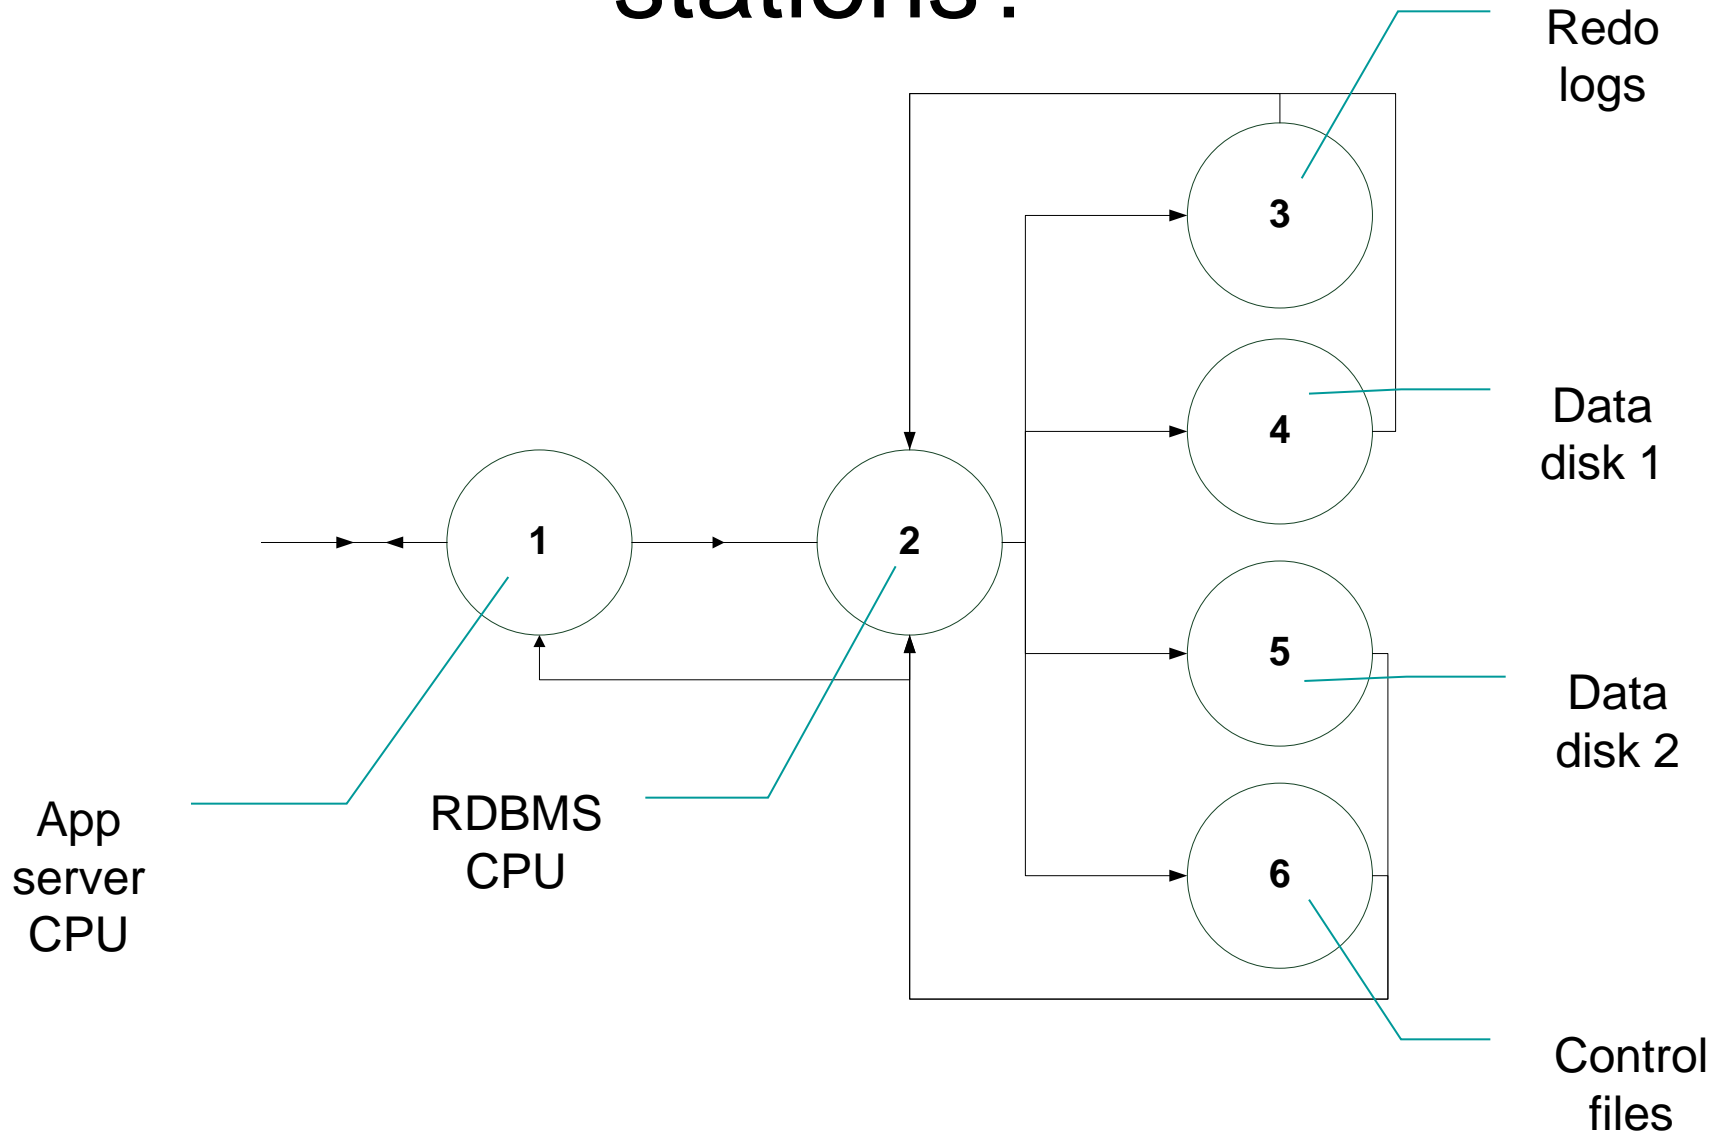 stations?
Redo
logs
3
4
Data
disk 1
1
2
5
Data
disk 2
6
App
server
CPU
RDBMS
CPU
Control
files